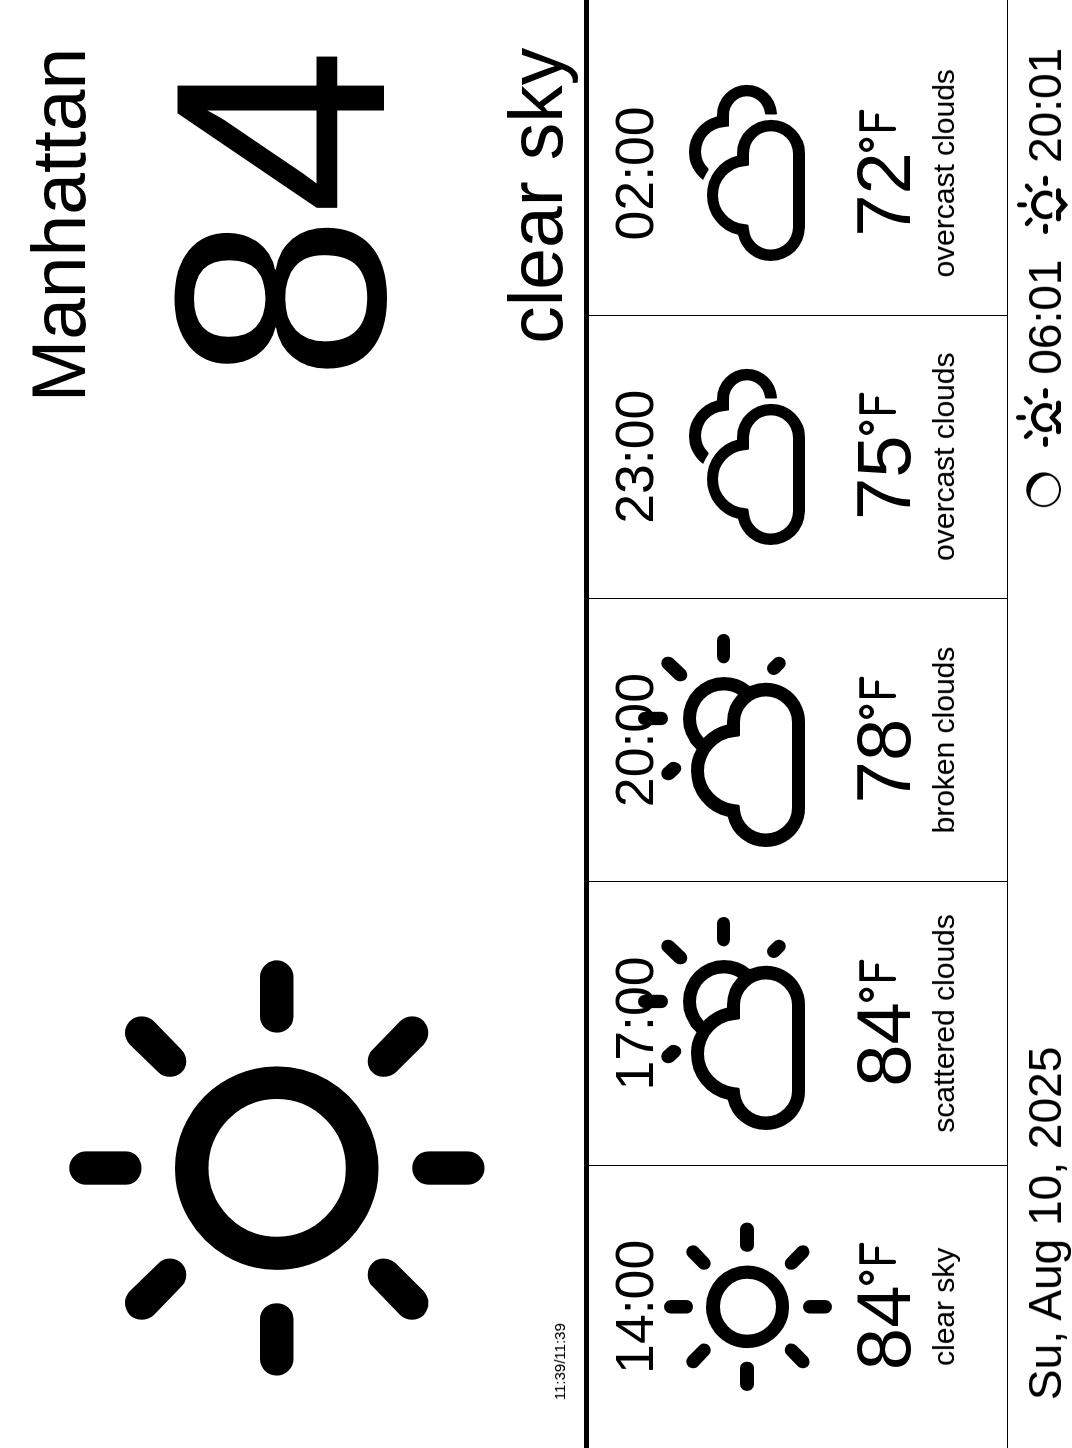 Manhattan
84
clear sky
11:39/11:39
14:00
84°F
clear sky
17:00
84°F
scattered clouds
20:00
78°F
broken clouds
23:00
75°F
overcast clouds
02:00
72°F
overcast clouds
Su, Aug 10, 2025
06:01
20:01